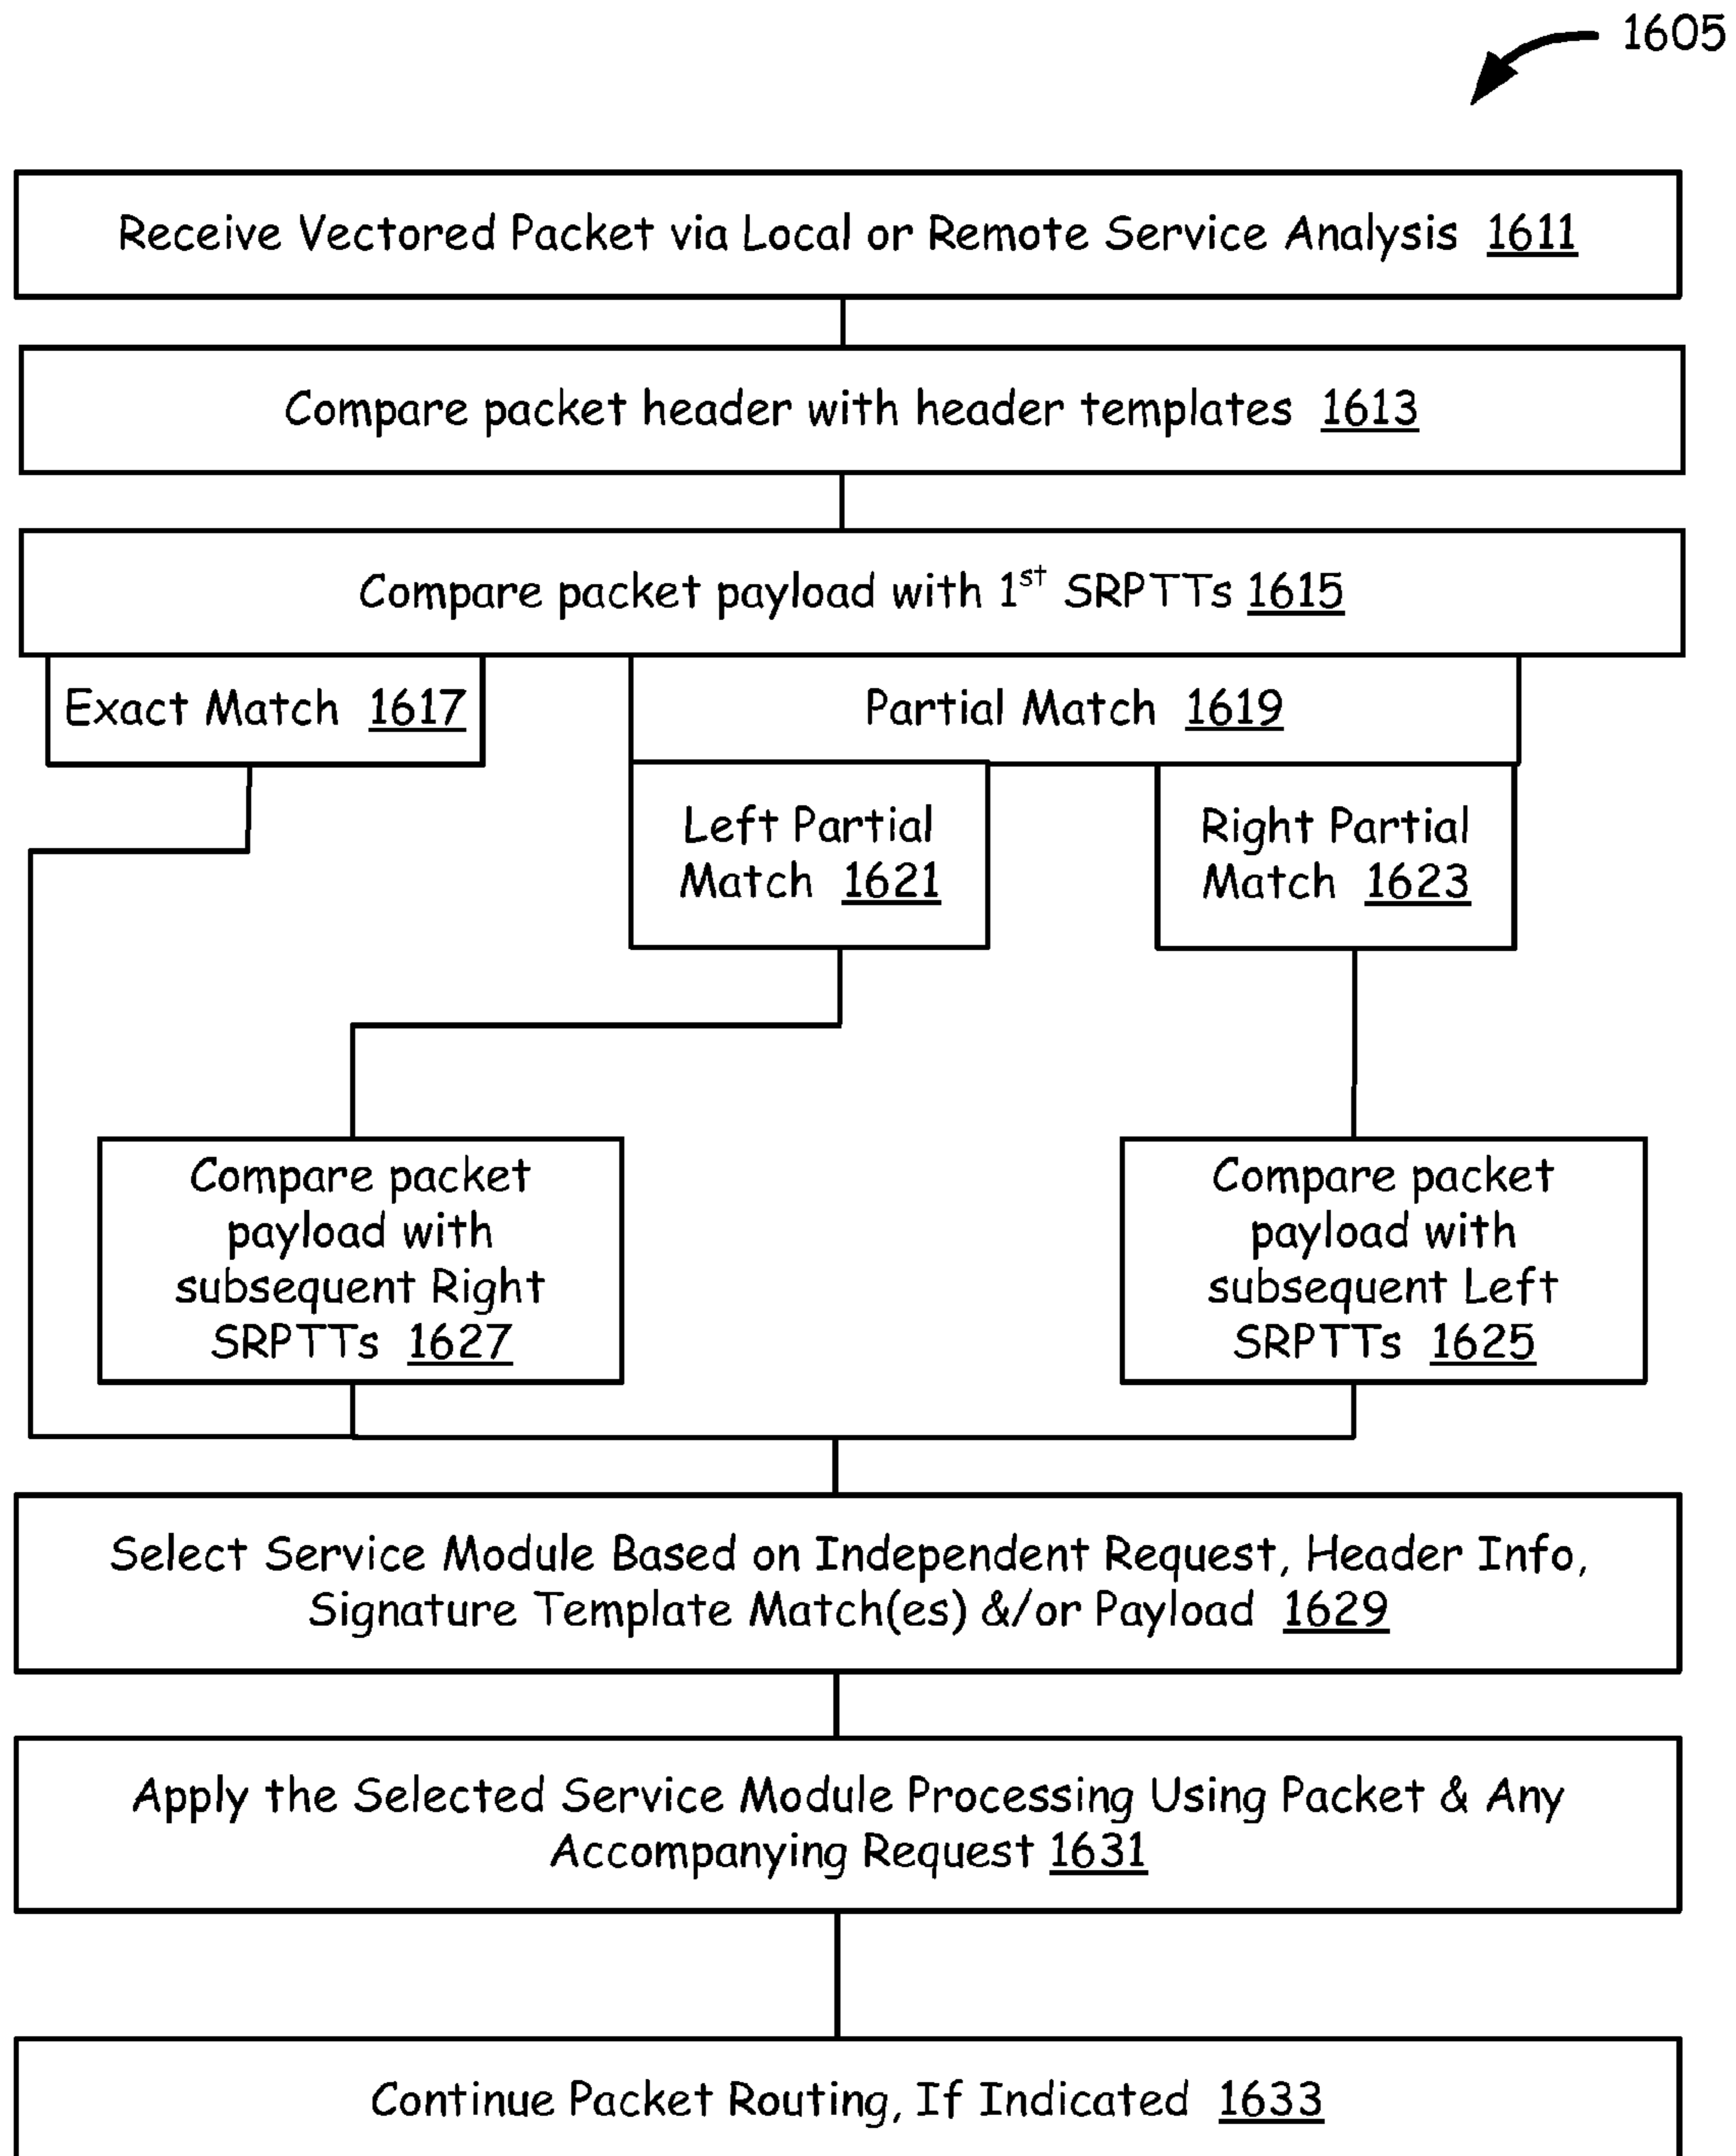 1605
Receive Vectored Packet via Local or Remote Service Analysis 1611
Compare packet header with header templates 1613
Compare packet payload with 1st SRPTTs 1615
Exact Match 1617
Partial Match 1619
Left Partial
Match 1621
Right Partial
Match 1623
Compare packet
payload with
subsequent Right
SRPTTs 1627
Compare packet
payload with
subsequent Left
SRPTTs 1625
Select Service Module Based on Independent Request, Header Info,
Signature Template Match(es) &/or Payload 1629
Apply the Selected Service Module Processing Using Packet & Any
Accompanying Request 1631
Continue Packet Routing, If Indicated 1633